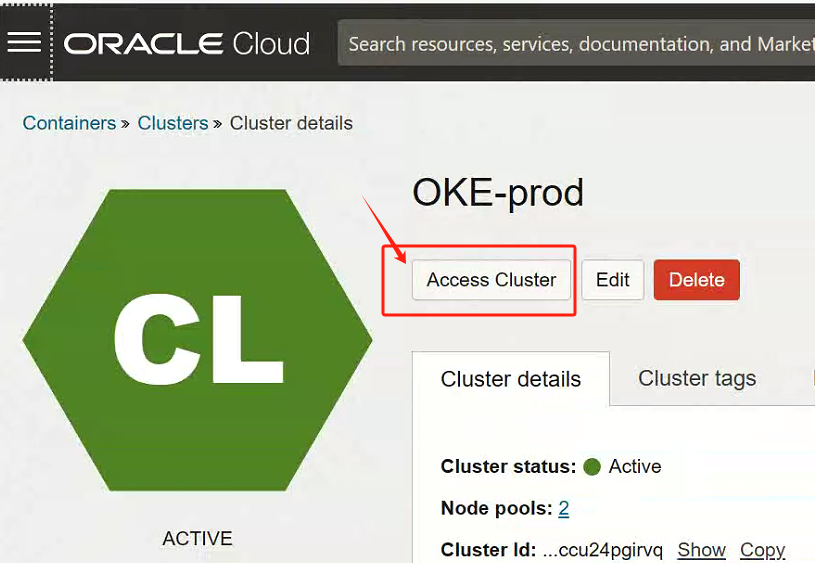 ORACLE Cloud
Search resources, services, documentation, and Market
Containers » Clusters » Cluster details
OKE-prod
Access Cluster
Edit
Delete
CL
ACTIVE
Cluster details
Cluster tags
Cluster status: Active
Node pools: 2
Cluster Id: ...ccu24pgirvq Show Copy